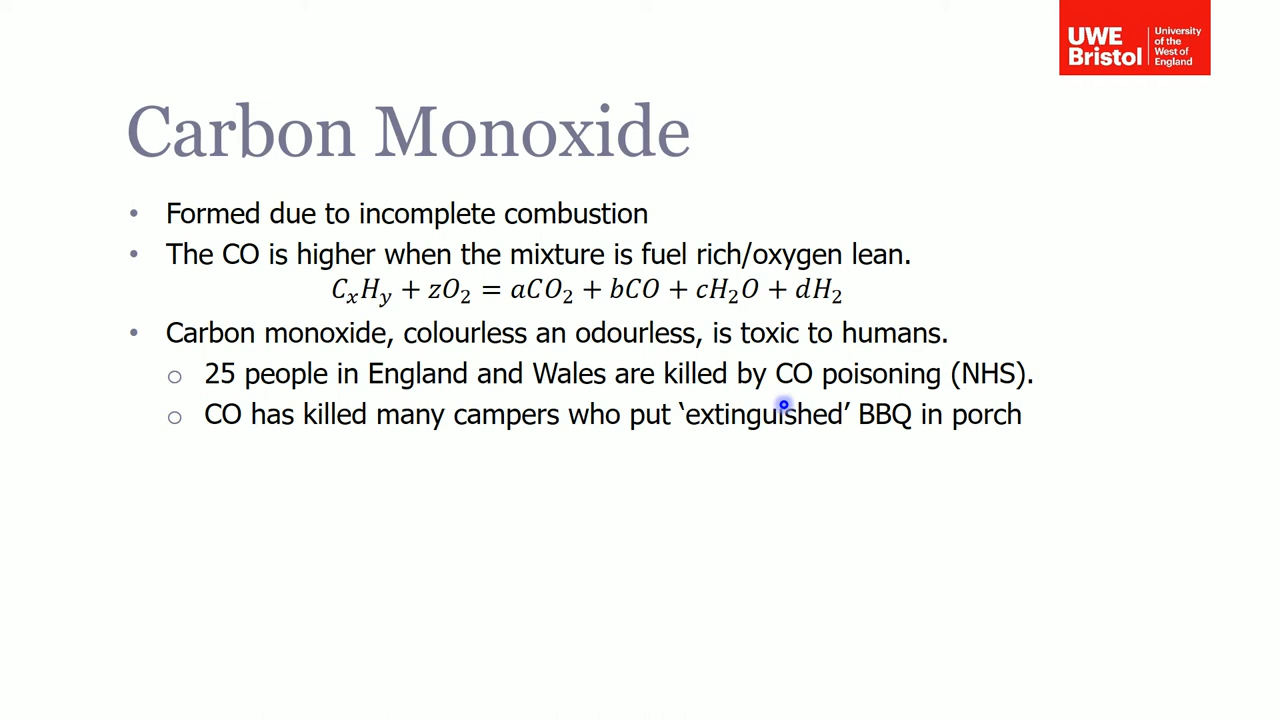 UWE Bristol
University of the West of England
Carbon Monoxide
• Formed due to incomplete combustion
• The CO is higher when the mixture is fuel rich/oxygen lean.
CₓHᵧ + zO₂ = aCO₂ + bCO + cH₂O + dH₂
• Carbon monoxide, colourless an odourless, is toxic to humans.
○ 25 people in England and Wales are killed by CO poisoning (NHS).
○ CO has killed many campers who put ‘extinguished’ BBQ in porch